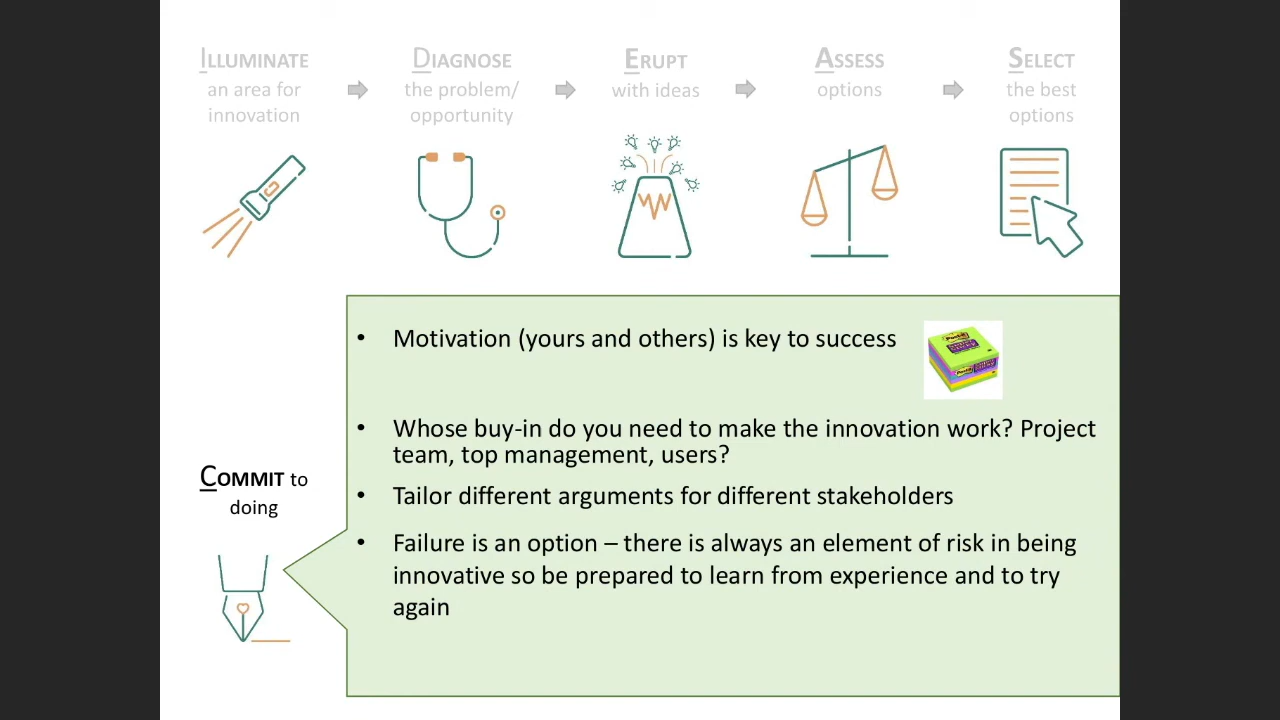 ILLUMINATE
an area for
innovation
DIAGNOSE
the problem/
opportunity
ERUPT
with ideas
ASSESS
options
SELECT
the best
options
• Motivation (yours and others) is key to success
Post-it
• Whose buy-in do you need to make the innovation work? Project
team, top management, users?
• Tailor different arguments for different stakeholders
• Failure is an option – there is always an element of risk in being
innovative so be prepared to learn from experience and to try
again
COMMIT to
doing